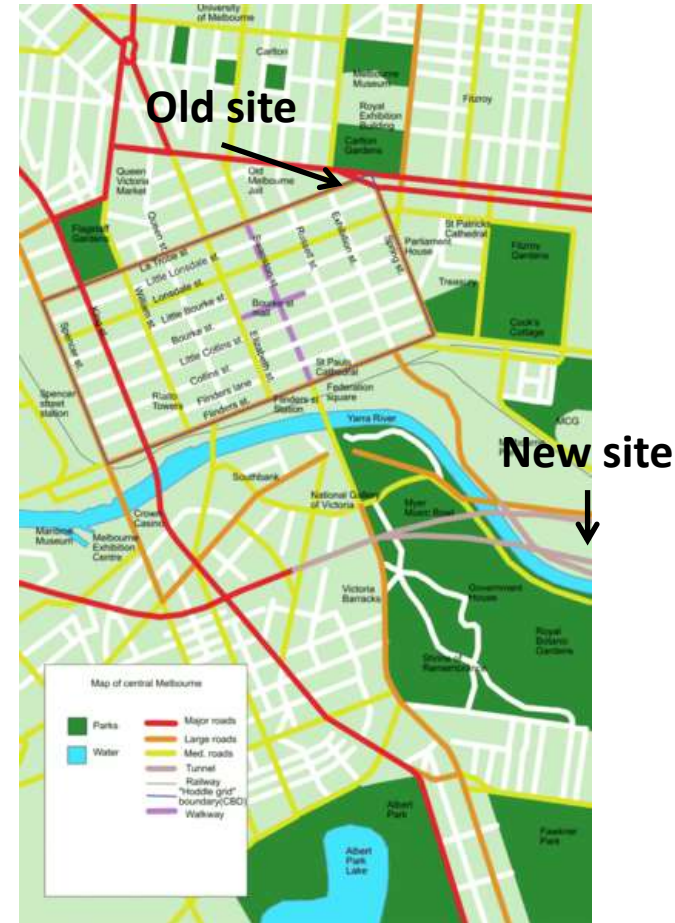 University
of Melbourne
Carlton
Melbourne
Museum
Old site
Royal
Exhibition
Building
Fitzroy
Carlton
Gardens
Queen
Victoria
Market
Old
Melbourne
Jail
Flagstaff
Gardens
Queen st.
La Trobe st.
Little Lonsdale st.
Lonsdale st.
Little Bourke st.
Bourke st.
Little Collins st.
Collins st.
Flinders lane
Flinders st.
William st.
King st.
Spencer st.
Elizabeth st.
Swanston st.
Russell st.
Exhibition st.
Spring st.
Bourke st
mall
St Patricks
Cathedral
Parliament
House
Fitzroy
Gardens
Treasury
Cook's
Cottage
Spencer
street
station
Rialto
Towers
St Pauls
Cathedral
Flinders st
Station
Federation
Square
Yarra River
MCG
New site
Southbank
National Gallery
of Victoria
Myer
Music Bowl
Crown
Casino
Maritime
Museum
Melbourne
Exhibition
Centre
Victoria
Barracks
Government
House
Royal
Botanic
Gardens
Shrine of
Remembrance
Map of central Melbourne
Parks
Water
Major roads
Large roads
Med. roads
Tunnel
Railway
"Hoddle grid"
boundary(CBD)
Walkway
Albert
Park
Albert
Park
Lake
Fawkner
Park